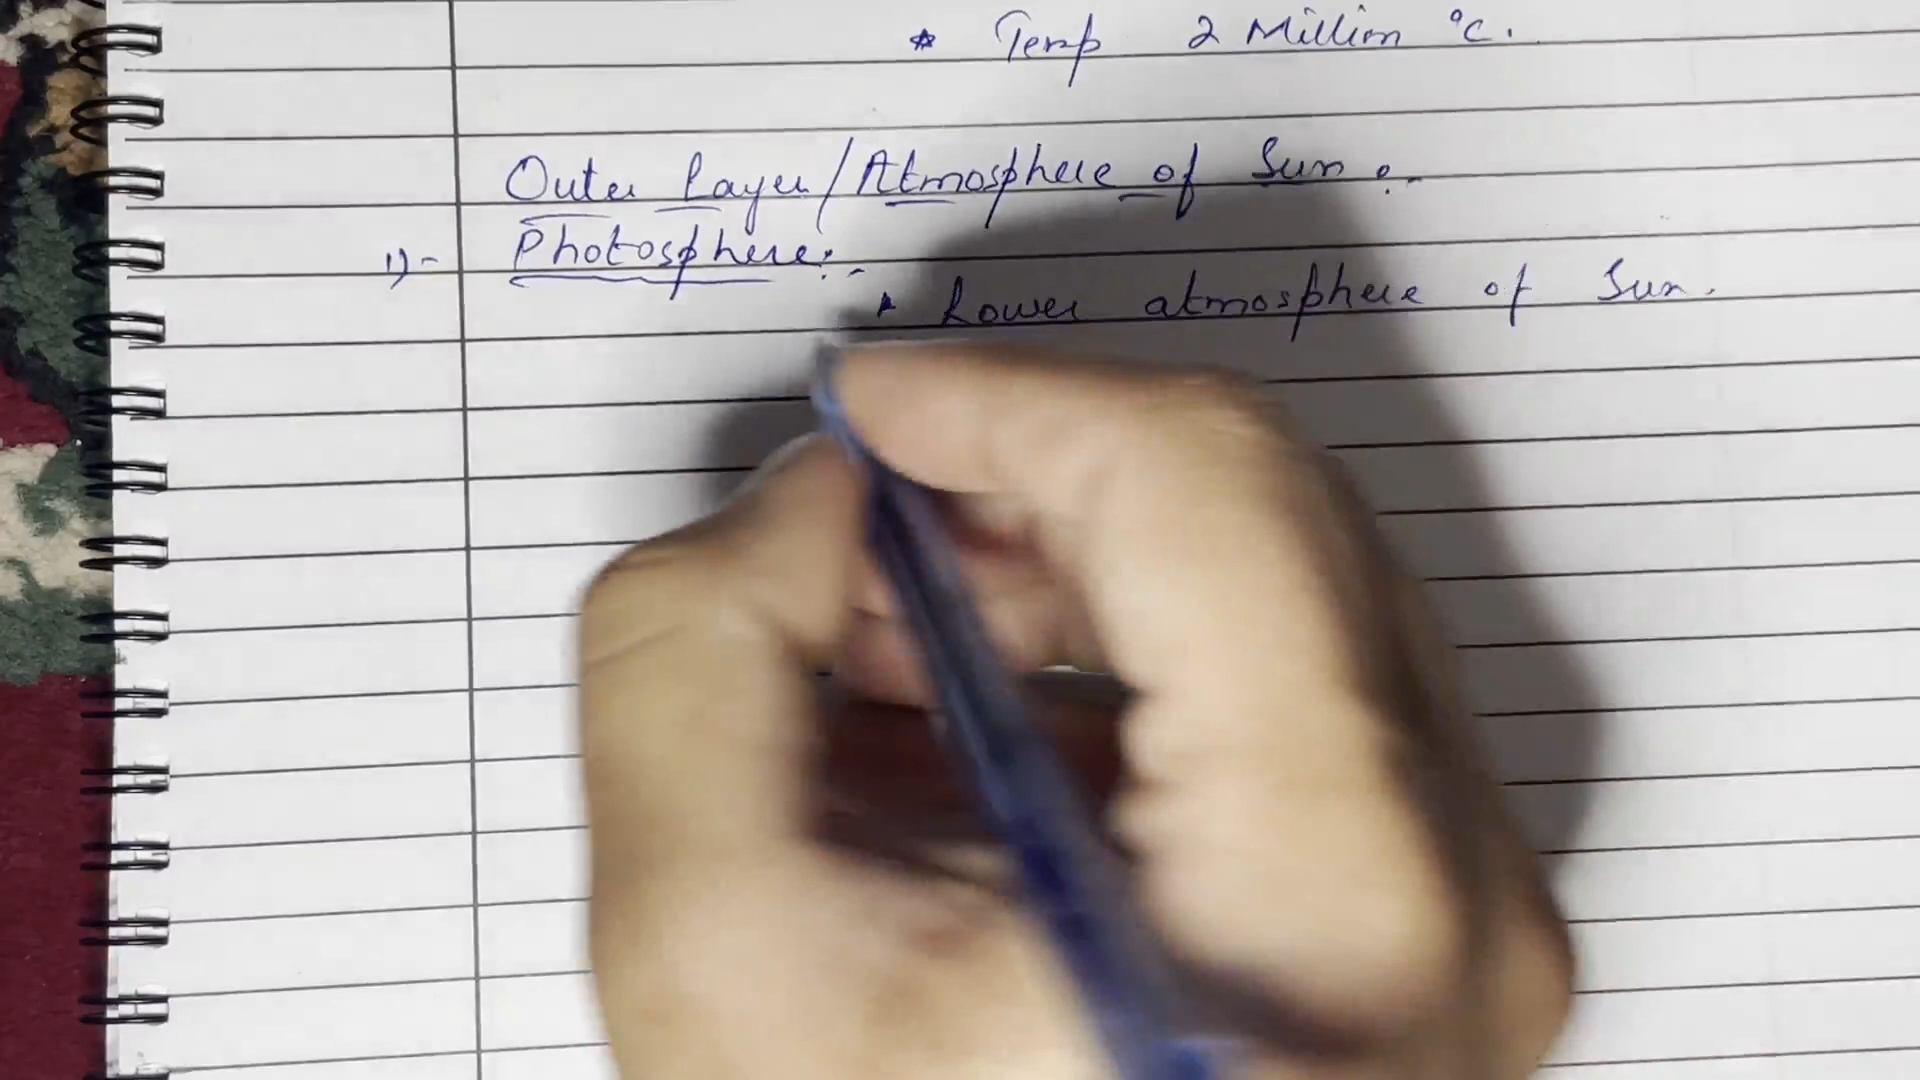 * Temp 2 Million °C.
Outer Layer/Atmosphere of Sun :-
1)- Photosphere:-
* Lower atmosphere of Sun.